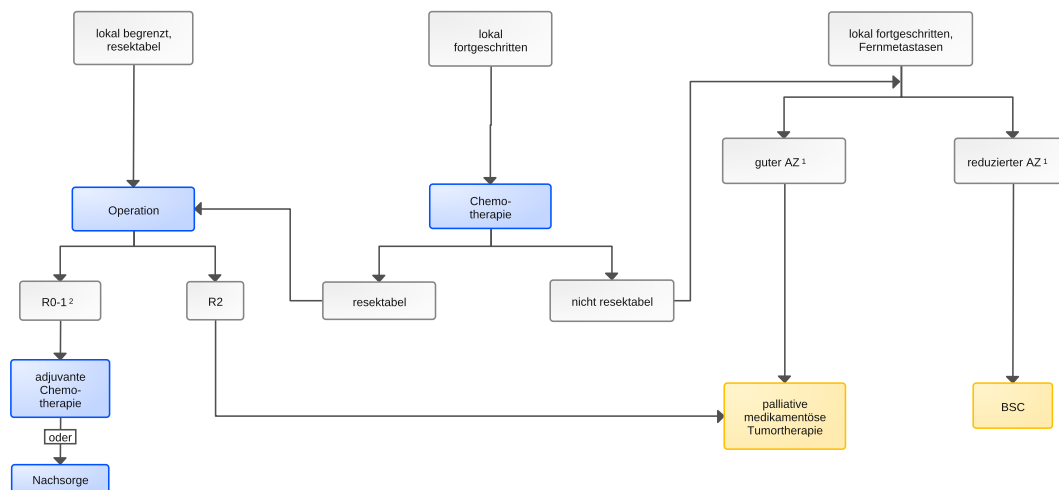 lokal begrenzt,
resektabel
lokal
fortgeschritten
lokal fortgeschritten,
Fernmetastasen
guter AZ ¹
reduzierter AZ ¹
Operation
Chemo-
therapie
R0-1 ²
R2
resektabel
nicht resektabel
adjuvante
Chemo-
therapie
palliative
medikamentöse
Tumortherapie
BSC
oder
Nachsorge